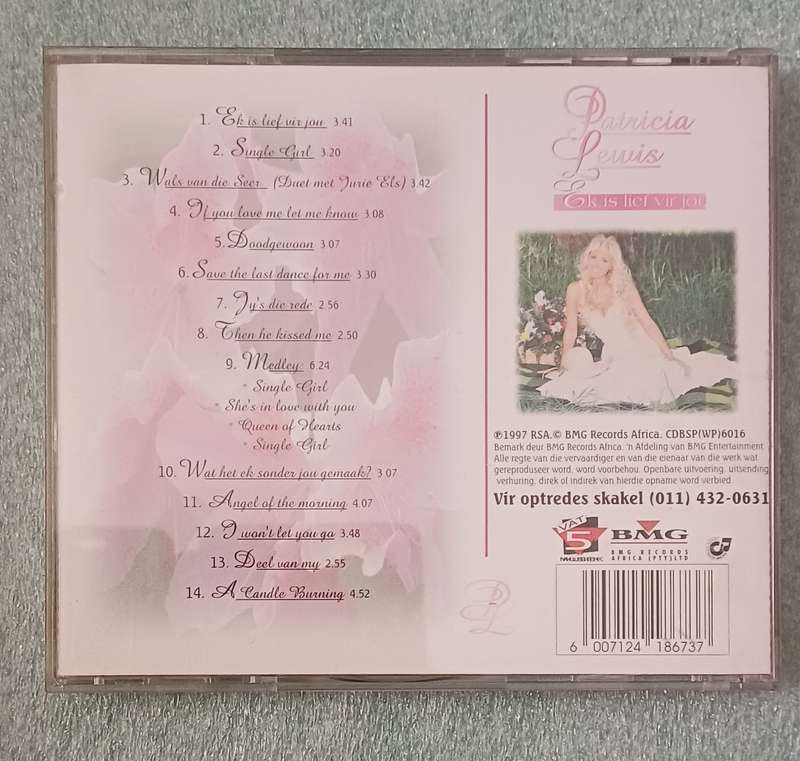 1. Ek is lief vir jou 3.41
2. Single Girl 3.20
3. Wals van die Seer (Duet met Jurie Els) 3.42
4. If you love me let me know 3.08
5. Doodgewoon 3.07
6. Save the last dance for me 3.30
7. Jy's die rede 2.56
8. Then he kissed me 2.50
9. Medley 6.24
* Single Girl
* She's in love with you
* Queen of Hearts
* Single Girl
10. Wat het ek sonder jou gemaak? 3.07
11. Angel of the morning 4.07
12. I won't let you go 3.48
13. Deel van my 2.55
14. A Candle Burning 4.52
Patricia
Lewis
Ek is lief vir jou
℗1997 RSA.© BMG Records Africa. CDBSP(WP)6016
Bemark deur BMG Records Africa. 'n Afdeling van BMG Entertainment
Alle regte van die vervaardiger en van die eienaar van die werk wat
gereproduseer word, word voorbehou. Openbare uitvoering, uitsending
verhuring, direk of indirek van hierdie opname word verbied
Vir optredes skakel (011) 432-0631
VAT
5
MUSIEK
BMG
BMG RECORDS
AFRICA (PTY) LTD
PL
6 007124 186737